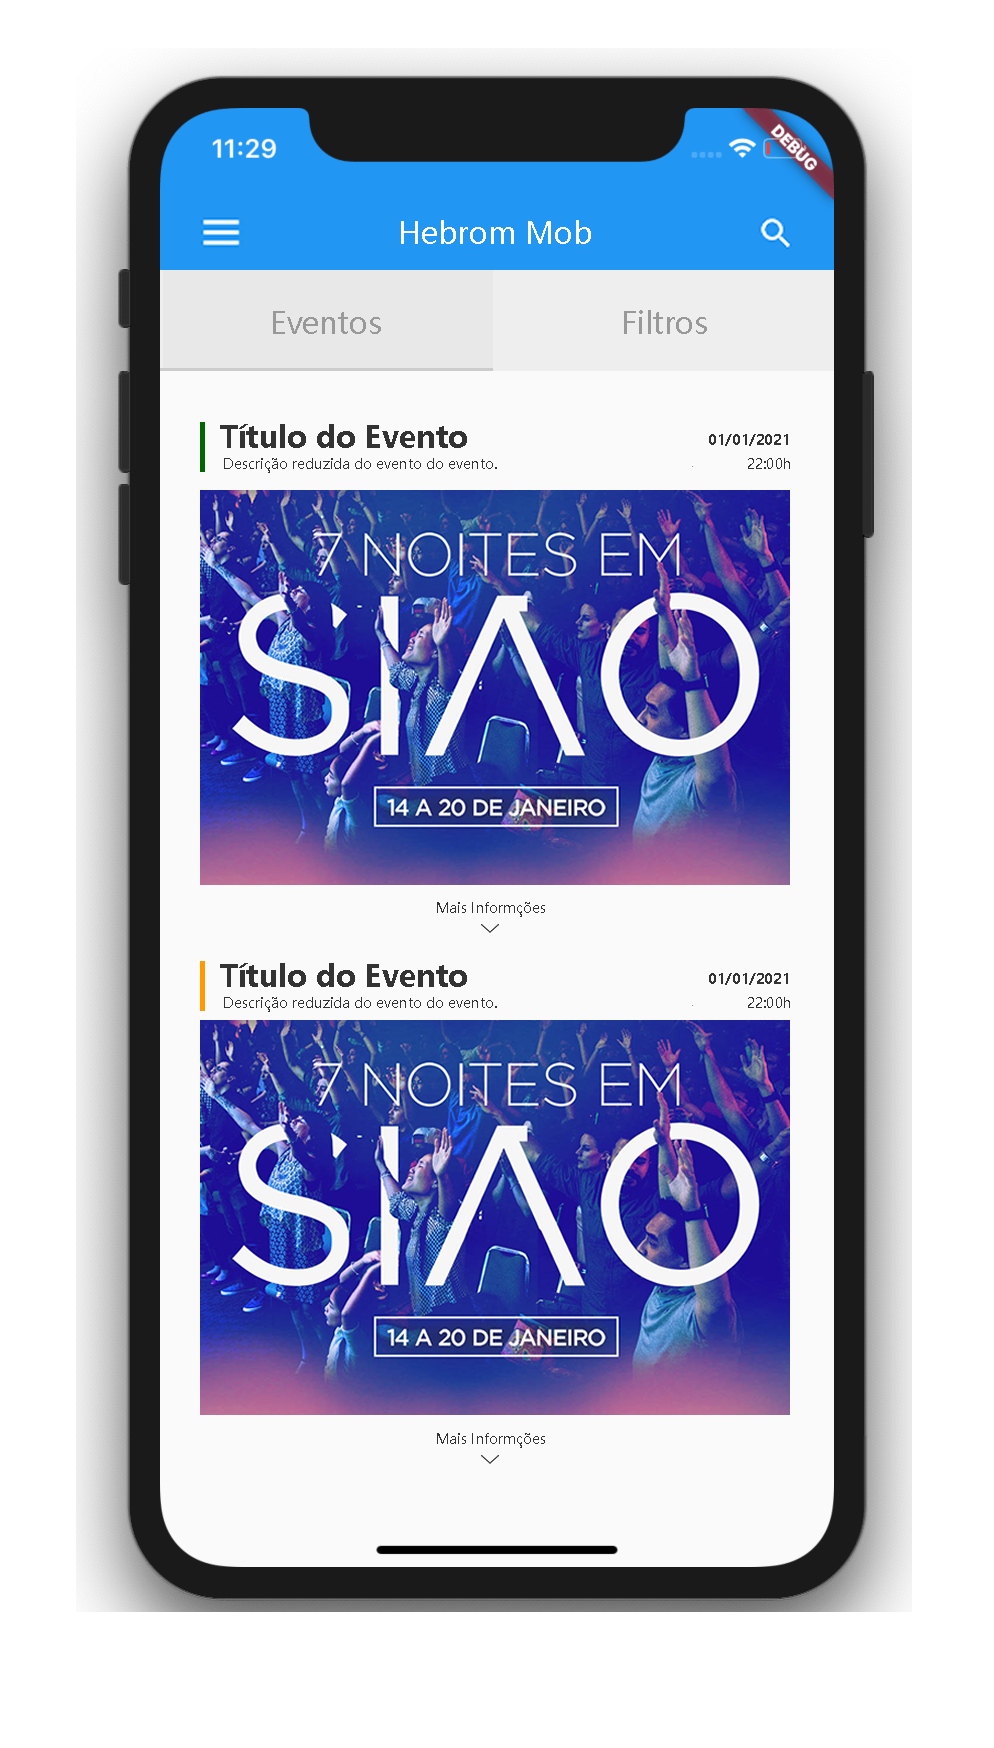 11:29
DEBUG
Hebrom Mob
Eventos
Filtros
Título do Evento
01/01/2021
Descrição reduzida do evento do evento.
22:00h
7 NOITES EM
SIAO
14 A 20 DE JANEIRO
Mais Informções
Título do Evento
01/01/2021
Descrição reduzida do evento do evento.
22:00h
7 NOITES EM
SIAO
14 A 20 DE JANEIRO
Mais Informções